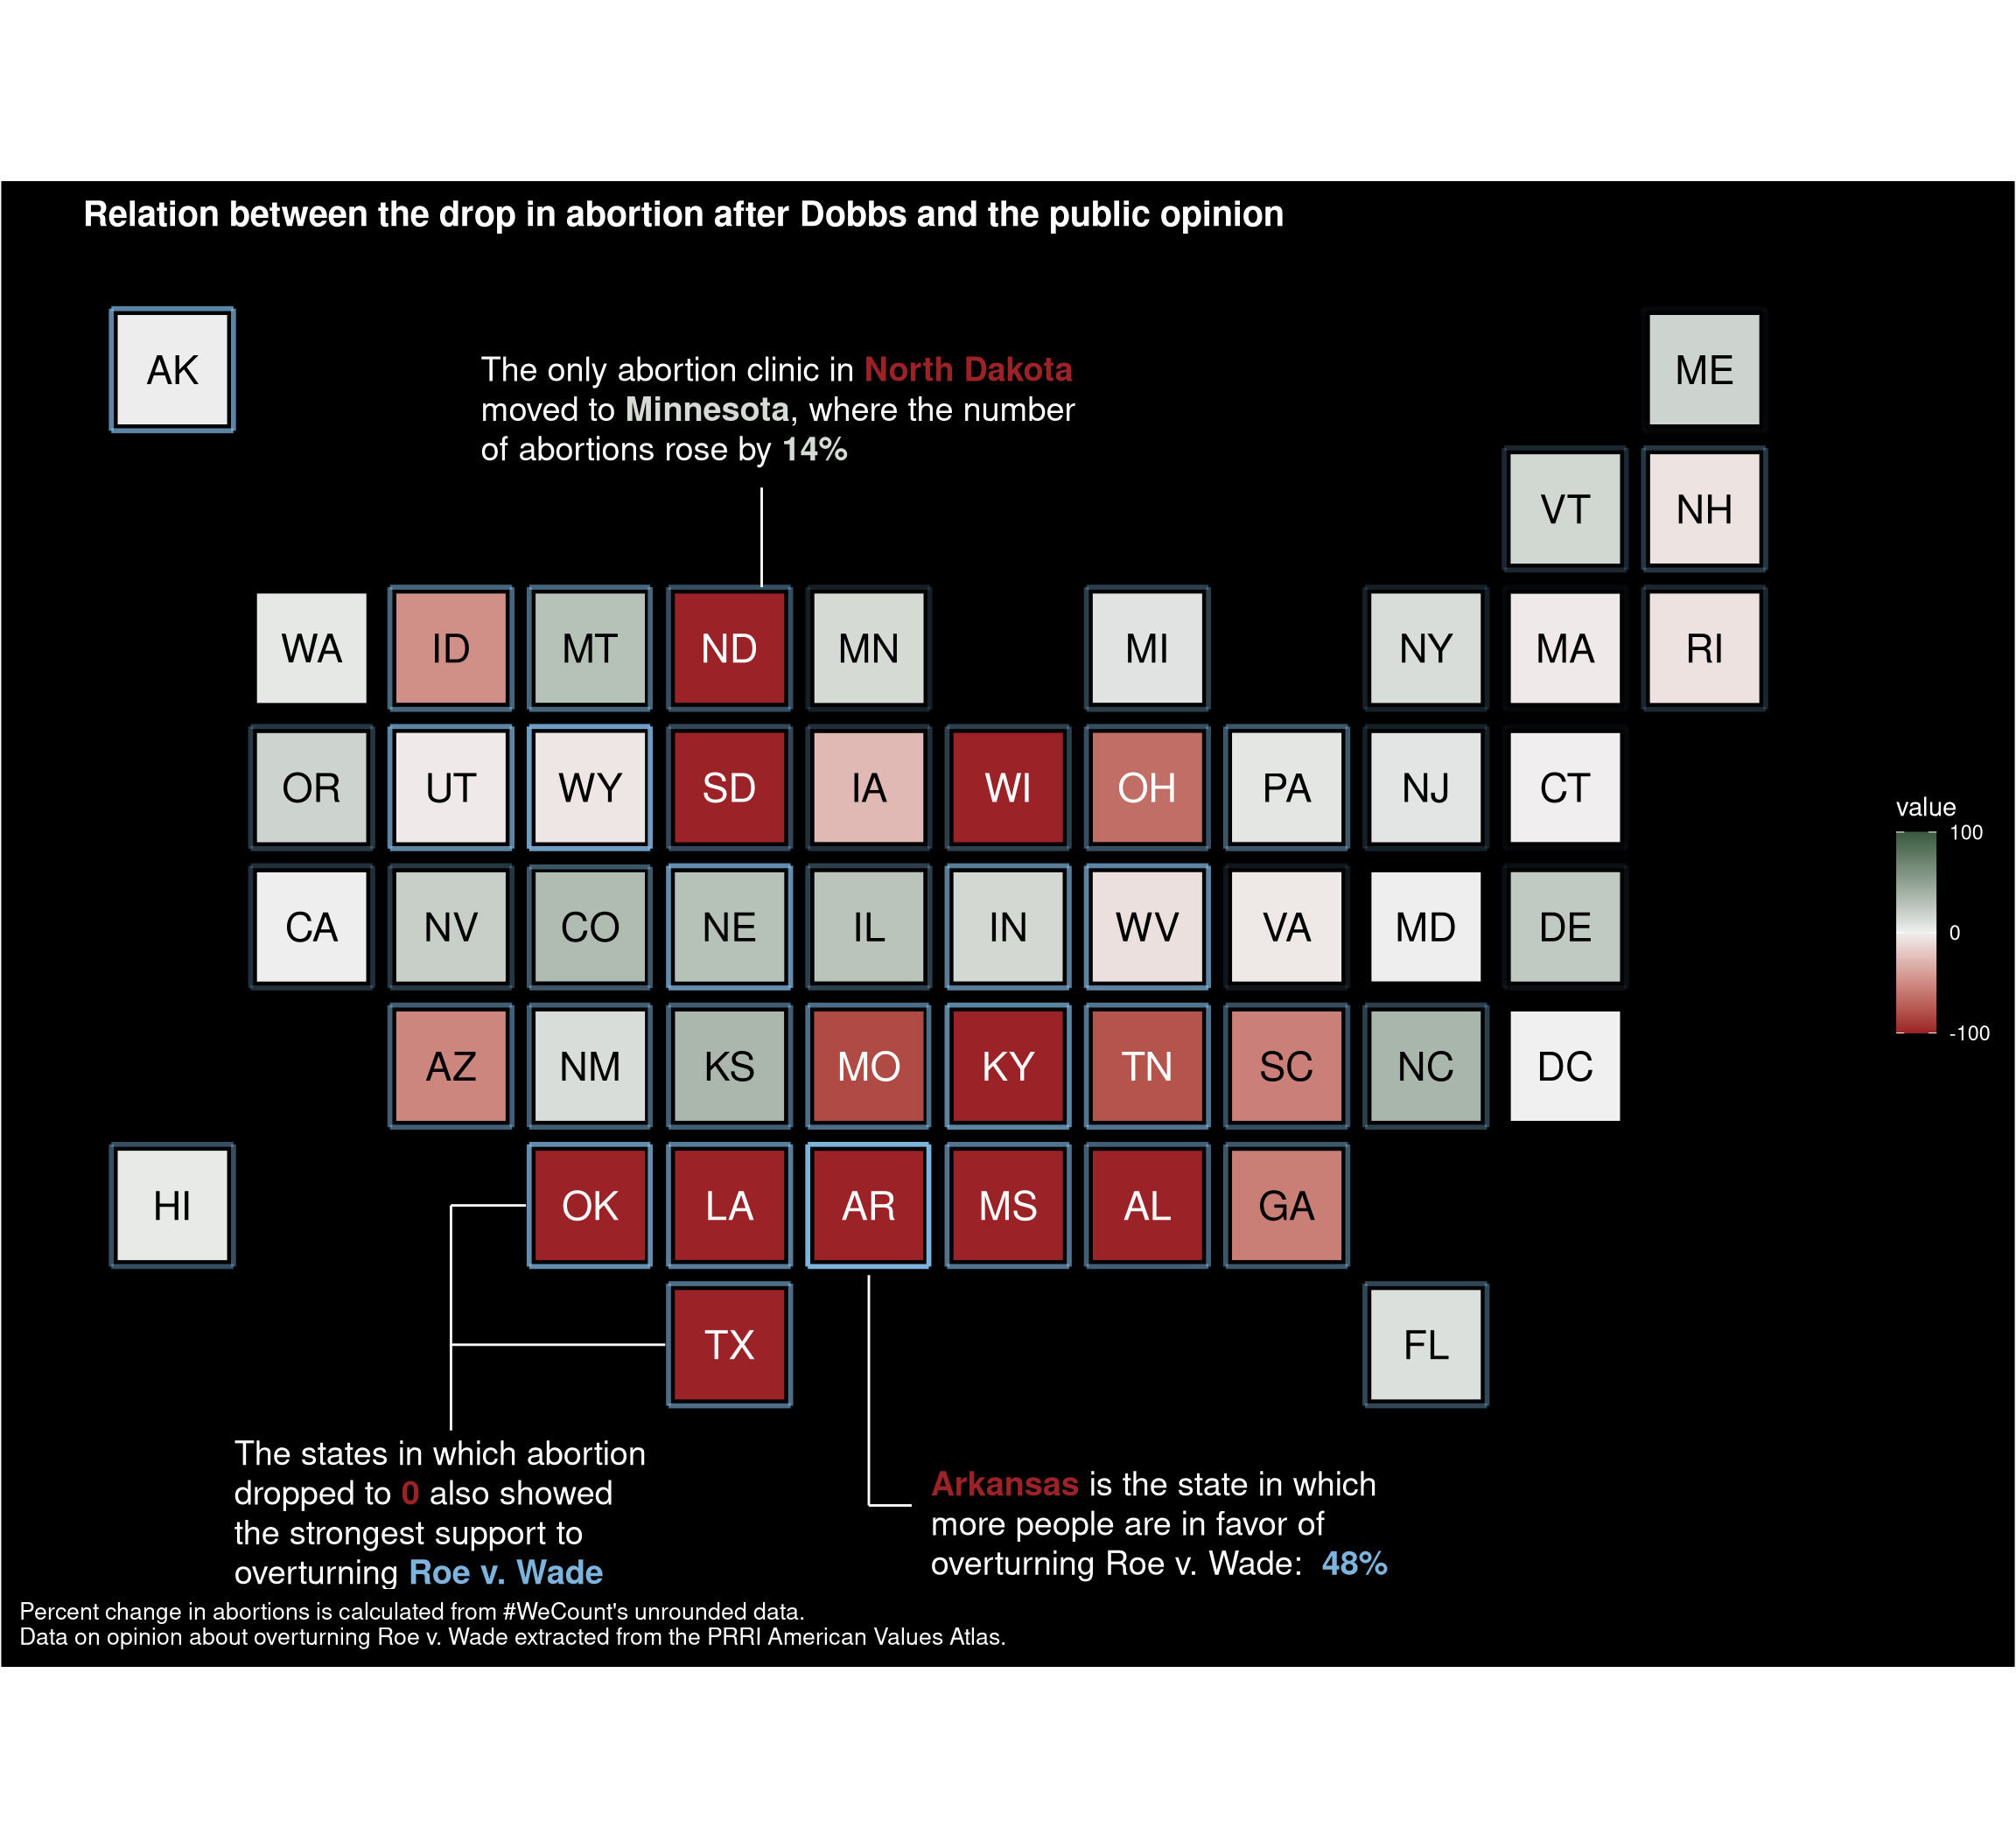 Relation between the drop in abortion after Dobbs and the public opinion
AK
ME
The only abortion clinic in North Dakota
moved to Minnesota, where the number
of abortions rose by 14%
VT
NH
WA
ID
MT
ND
MN
MI
NY
MA
RI
OR
UT
WY
SD
IA
WI
OH
PA
NJ
CT
CA
NV
CO
NE
IL
IN
WV
VA
MD
DE
AZ
NM
KS
MO
KY
TN
SC
NC
DC
HI
OK
LA
AR
MS
AL
GA
TX
FL
value
100
0
-100
The states in which abortion
dropped to 0 also showed
the strongest support to
overturning Roe v. Wade
Arkansas is the state in which
more people are in favor of
overturning Roe v. Wade: 48%
Percent change in abortions is calculated from #WeCount's unrounded data.
Data on opinion about overturning Roe v. Wade extracted from the PRRI American Values Atlas.